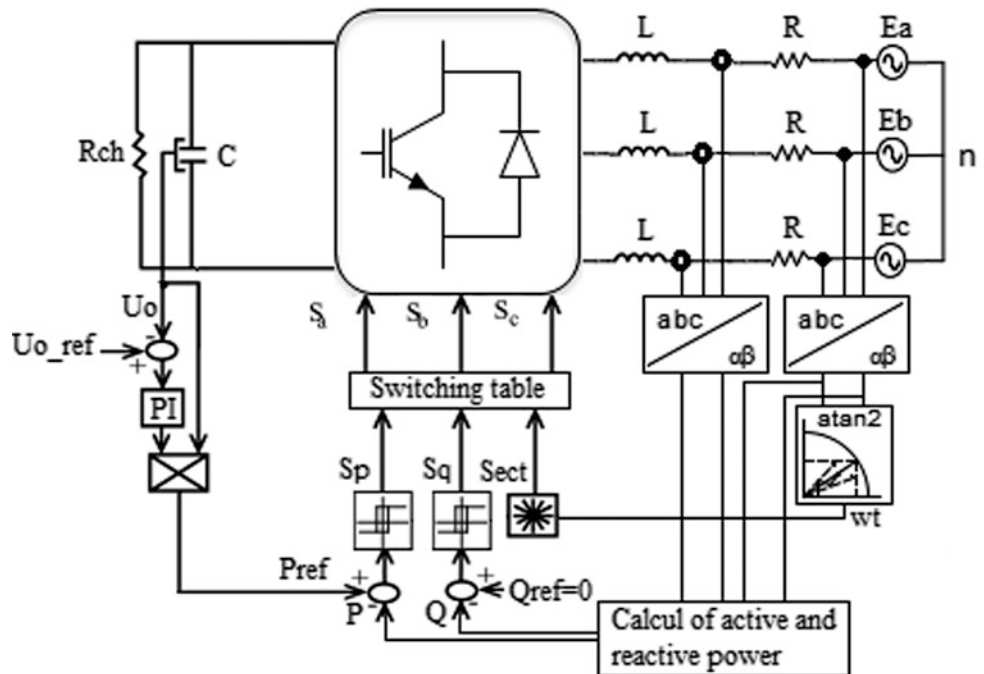 L R Ea
L R Eb
Rch C n
L R Ec
Uo Sa Sb Sc abc αβ abc αβ
Uo_ref - +
Switching table
PI atan2
Sp Sq Sect
wt
Pref + + Qref=0
P - Q -
Calcul of active and
reactive power